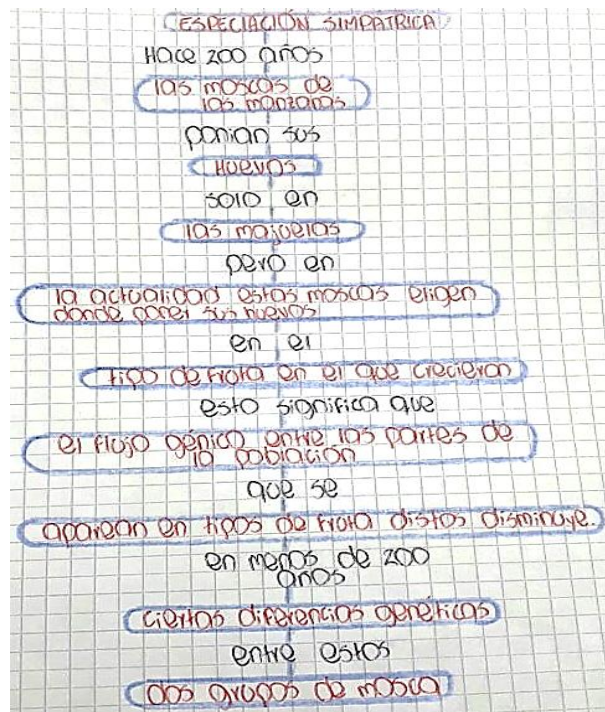 ESPECIACIÓN SIMPATRICA
Hace 200 años
las moscas de
las manzanas
ponian sus
Huevos
solo en
las majuelas
pero en
la actualidad estas moscas eligen
donde poner sus huevos
en el
tipo de frota en el que crecieron
esto significa que
el flujo génico entre las partes de
la población
que se
aparean en tipos de frota distos disminuye.
en menos de 200
años
ciertas diferencias genéticas
entre estos
dos grupos de mosca